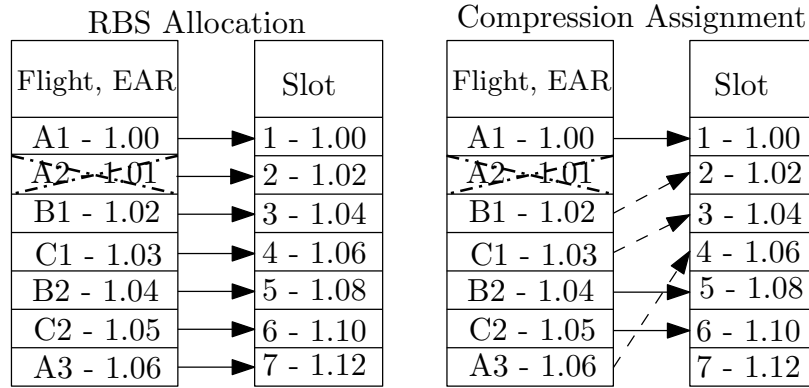 RBS Allocation
Flight, EAR
Slot
A1 - 1.00
1 - 1.00
A2 - 1.01
2 - 1.02
B1 - 1.02
3 - 1.04
C1 - 1.03
4 - 1.06
B2 - 1.04
5 - 1.08
C2 - 1.05
6 - 1.10
A3 - 1.06
7 - 1.12
Compression Assignment
Flight, EAR
Slot
A1 - 1.00
1 - 1.00
A2 - 1.01
2 - 1.02
B1 - 1.02
3 - 1.04
C1 - 1.03
4 - 1.06
B2 - 1.04
5 - 1.08
C2 - 1.05
6 - 1.10
A3 - 1.06
7 - 1.12